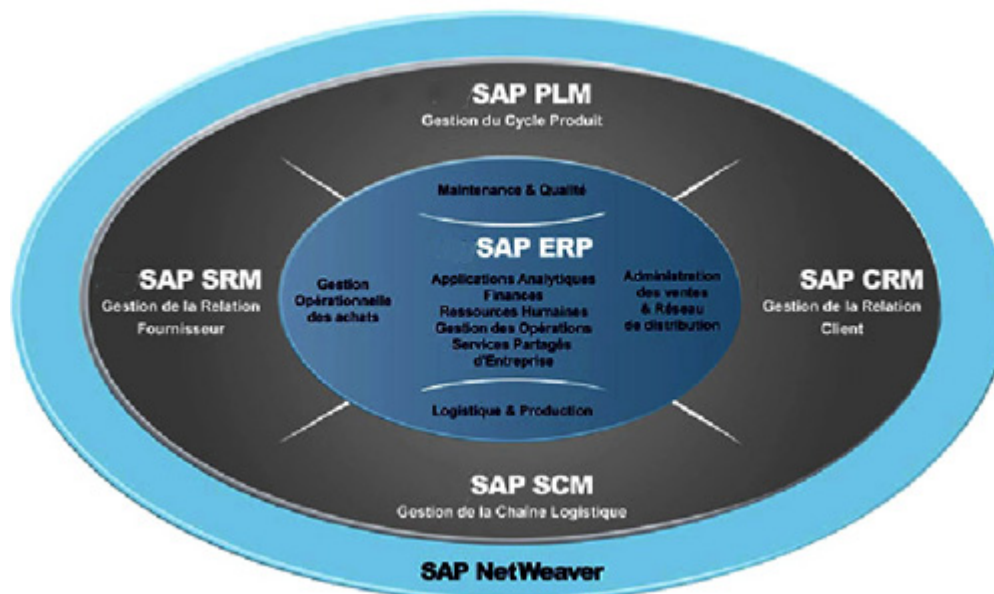 SAP PLM
Gestion du Cycle Produit
Maintenance & Qualité
SAP ERP
Applications Analytiques
Finances
Ressources Humaines
Gestion des Opérations
Services Partagés
d'Entreprise
SAP SRM
Gestion de la Relation
Fournisseur
Gestion
Opérationnelle
des achats
Administration
des ventes
& Réseau
de distribution
SAP CRM
Gestion de la Relation
Client
Logistique & Production
SAP SCM
Gestion de la Chaîne Logistique
SAP NetWeaver